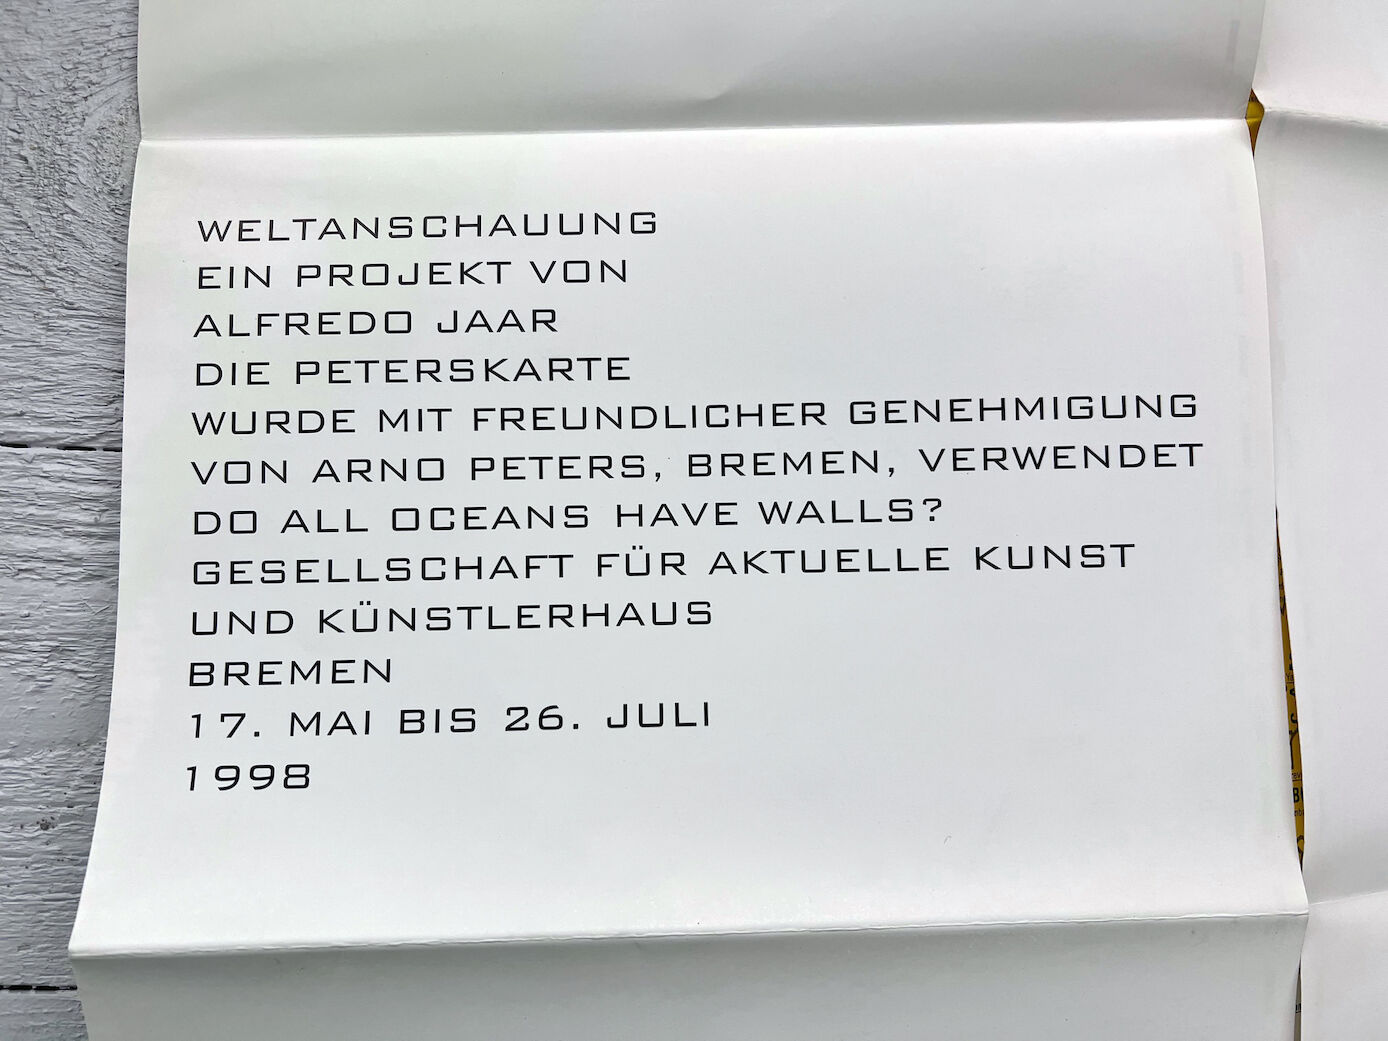 WELTANSCHAUUNG
EIN PROJEKT VON
ALFREDO JAAR
DIE PETERSKARTE
WURDE MIT FREUNDLICHER GENEHMIGUNG
VON ARNO PETERS, BREMEN, VERWENDET
DO ALL OCEANS HAVE WALLS?
GESELLSCHAFT FÜR AKTUELLE KUNST
UND KÜNSTLERHAUS
BREMEN
17. MAI BIS 26. JULI
1998